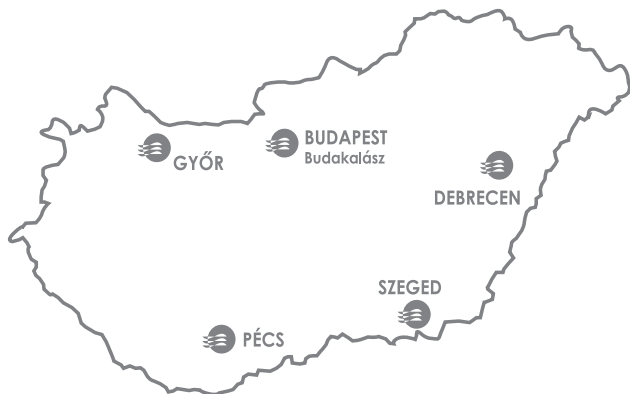 BUDAPEST
Budakalász
GYŐR
DEBRECEN
SZEGED
PÉCS